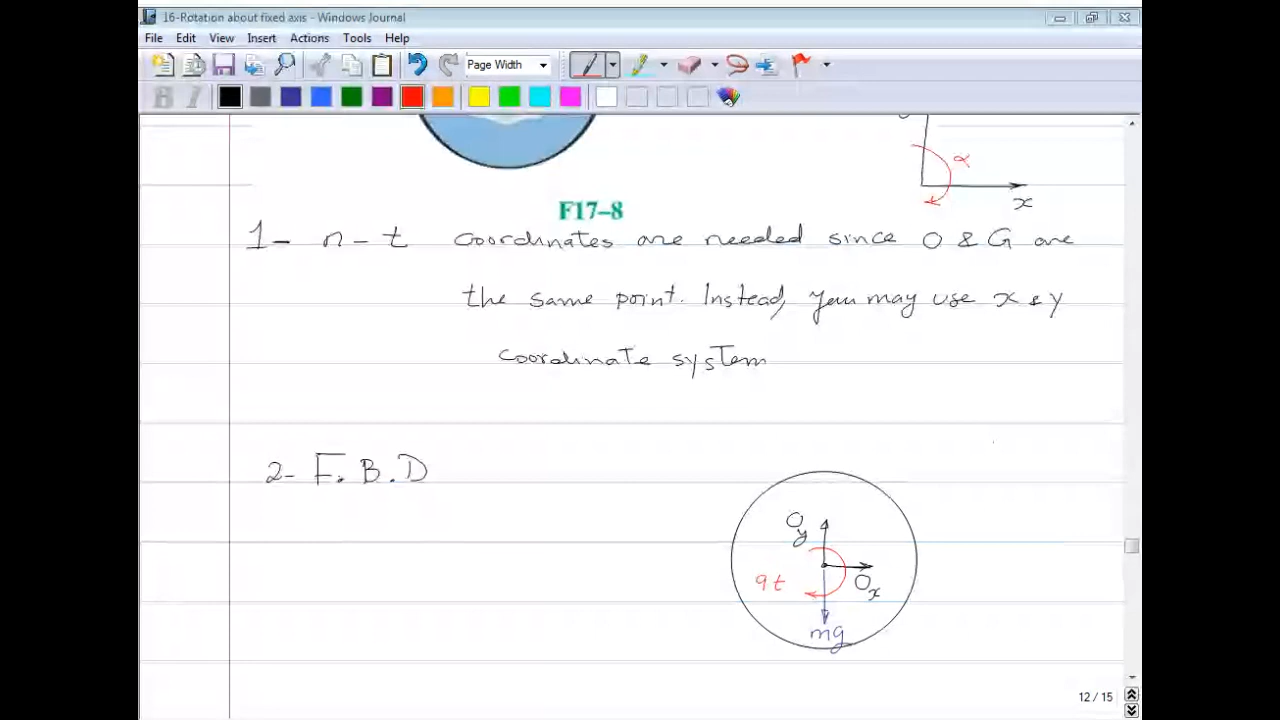 16-Rotation about fixed axis - Windows Journal
File Edit View Insert Actions Tools Help
Page Width
B I
α
x
F17-8
1- n - t coordinates are needed since O & G are
the same point. Instead, you may use x & y
coordinate system
2- F.B.D
Oy
9t
Ox
mg
12 / 15